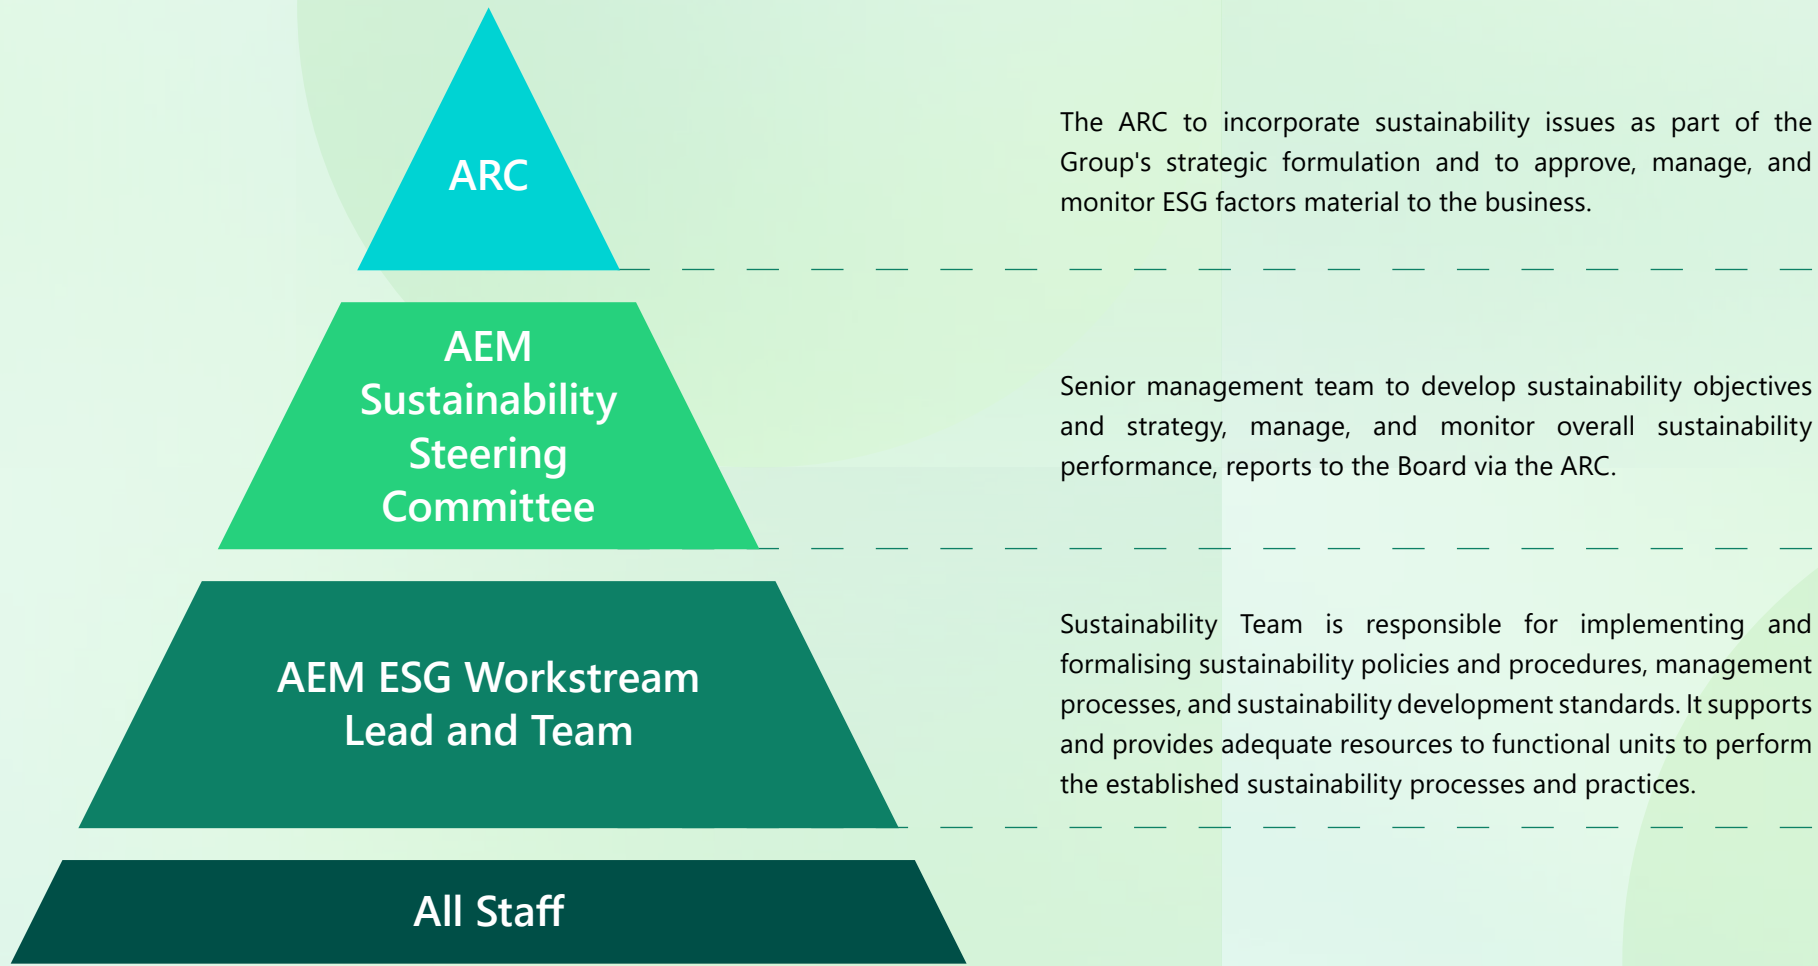 ARC
The ARC to incorporate sustainability issues as part of the
Group's strategic formulation and to approve, manage, and
monitor ESG factors material to the business.
AEM
Sustainability
Steering
Committee
Senior management team to develop sustainability objectives
and strategy, manage, and monitor overall sustainability
performance, reports to the Board via the ARC.
AEM ESG Workstream
Lead and Team
Sustainability Team is responsible for implementing and
formalising sustainability policies and procedures, management
processes, and sustainability development standards. It supports
and provides adequate resources to functional units to perform
the established sustainability processes and practices.
All Staff